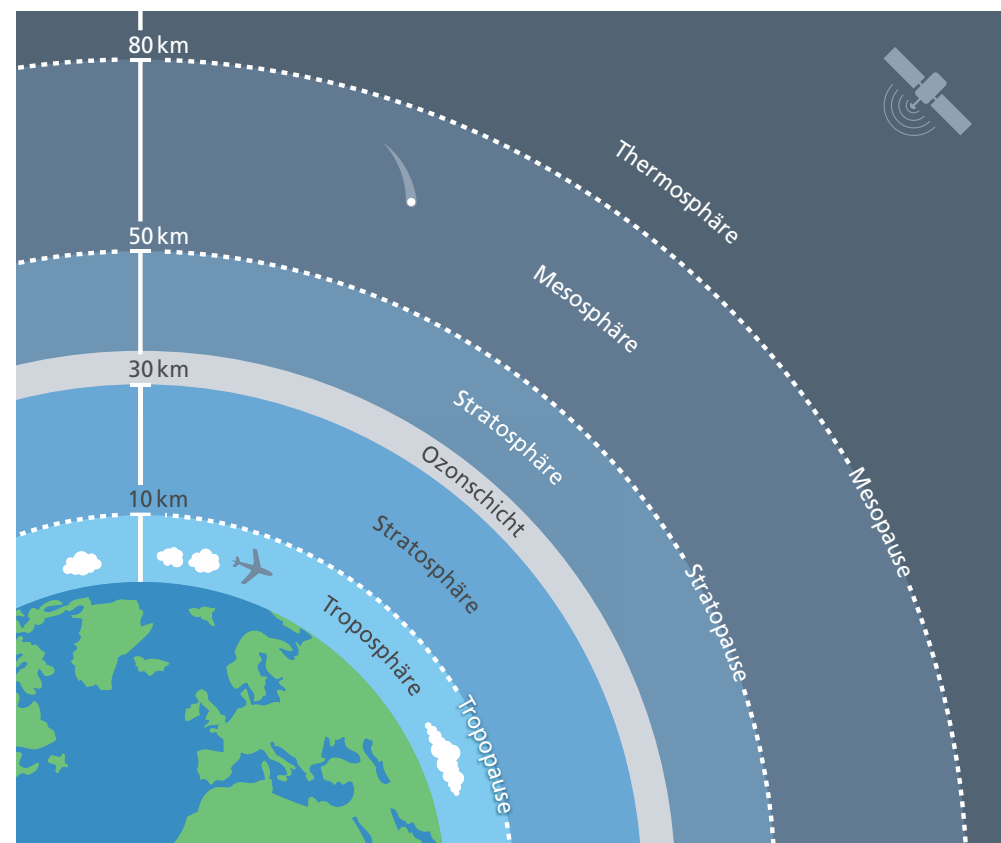 80 km
Thermosphäre
50 km
Mesosphäre
30 km
Stratosphäre
Ozonschicht
Mesopause
10 km
Stratosphäre
Stratopause
Troposphäre
Tropopause